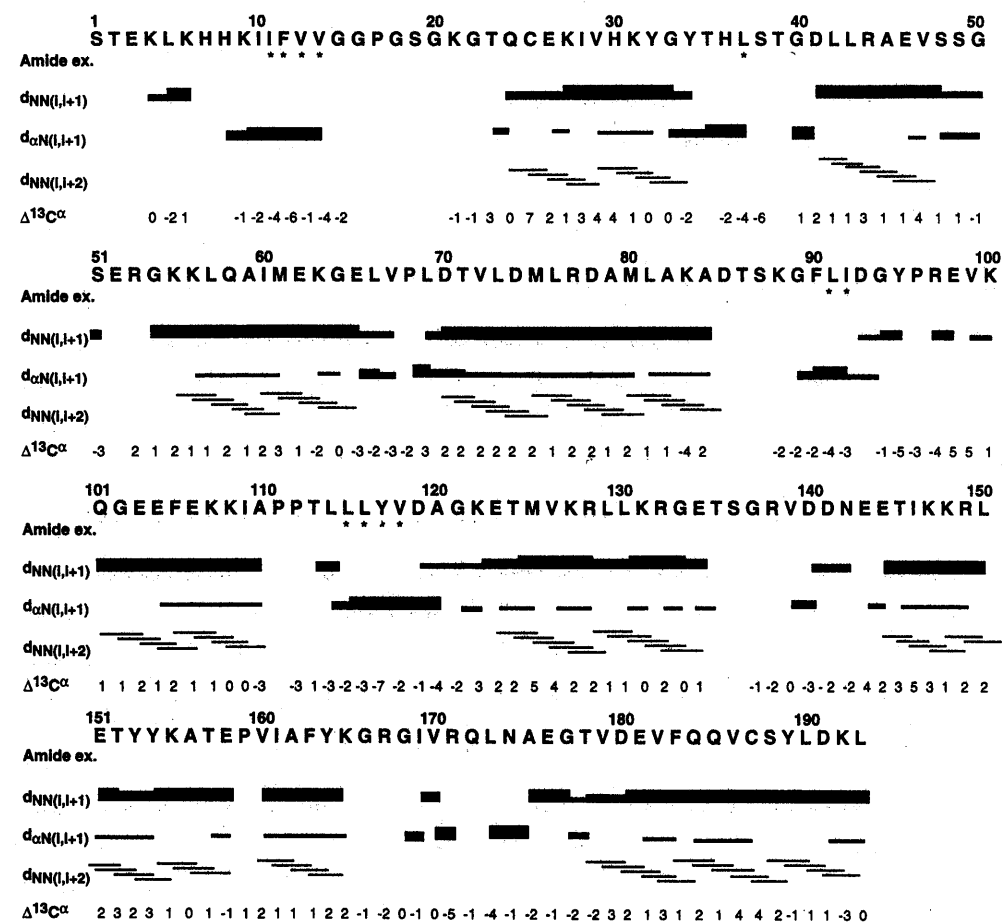 1 10 20 30 40 50
STEKLKHHKIIFVVGGPGSGKGTQCEKIVHKYGYTHLSTGDLLRAEVSSG
Amide ex. * * * * *
dNN(i,i+1)
dαN(i,i+1)
dNN(i,i+2)
Δ13Cα 0 -2 1 -1 -2 -4 -6 -1 -4 -2 -1 -1 3 0 7 2 1 3 4 4 1 0 0 -2 -2 -4 -6 1 2 1 1 3 1 1 4 1 1 -1
51 60 70 80 90 100
SERGKKLQAIMEKGELVPLDTVLDMLRDAMLAKADTSKGFLIDGYPREVK
Amide ex. * *
dNN(i,i+1)
dαN(i,i+1)
dNN(i,i+2)
Δ13Cα -3 2 1 2 1 1 2 1 2 3 1 -2 0 -3 -2 -3 -2 3 2 2 2 2 2 2 1 2 2 1 2 1 2 1 1 -4 2 -2 -2 -2 -4 -3 -1 -5 -3 -4 5 5 1
101 110 120 130 140 150
QGEEFEKKIAPPTLLLYVDAGKETMVKRLLKRGETSGRVDDNEETIKKRL
Amide ex. * * * *
dNN(i,i+1)
dαN(i,i+1)
dNN(i,i+2)
Δ13Cα 1 1 2 1 2 1 1 0 0 -3 -3 1 -3 -2 -3 -7 -2 -1 -4 -2 3 2 2 5 4 2 2 1 1 0 2 0 1 -1 -2 0 -3 -2 -2 4 2 3 5 3 1 2 2
151 160 170 180 190
ETYYKATEPVIAFYKGRGIVRQLNAEGTVDEVFQQVCSYLDKL
Amide ex.
dNN(i,i+1)
dαN(i,i+1)
dNN(i,i+2)
Δ13Cα 2 3 2 3 1 0 1 -1 1 2 1 1 1 2 2 -1 -2 0 -1 0 -5 -1 -4 -1 -2 -1 -2 -2 3 2 1 3 1 2 1 4 4 2 -1 1 1 -3 0